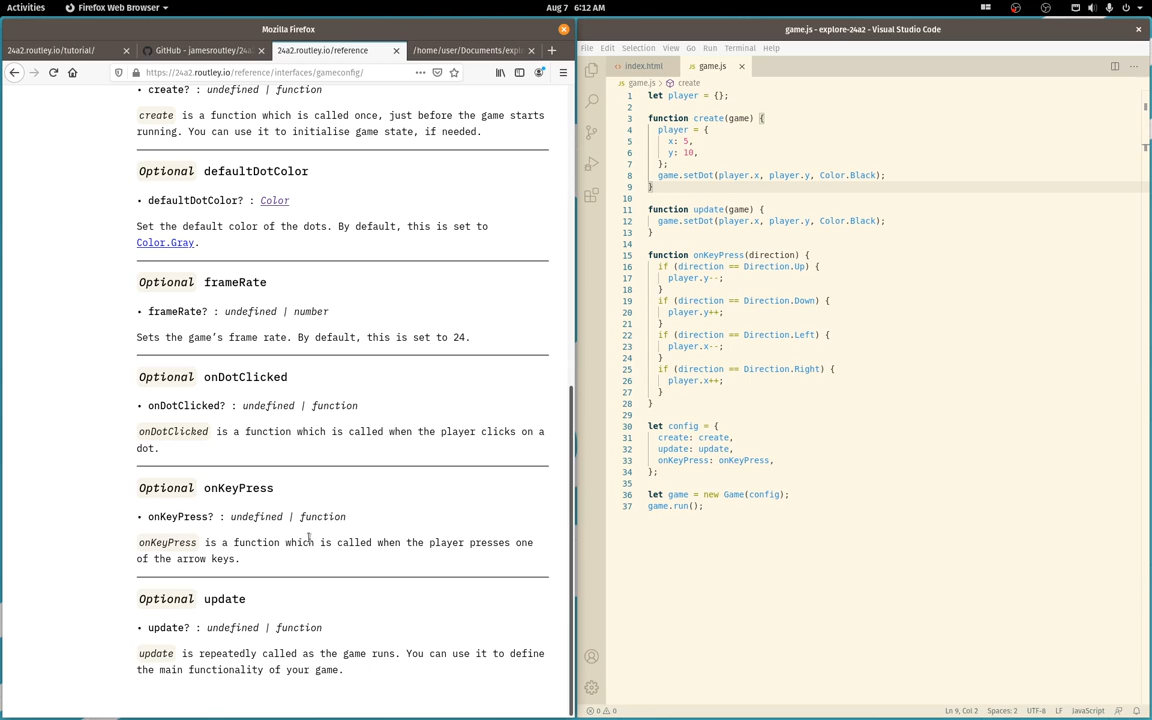 Activities
Firefox Web Browser
Aug 7 6:12 AM
Mozilla Firefox
24a2.routley.io/tutorial/
GitHub - jamesroutley/24a
24a2.routley.io/reference
/home/user/Documents/expl
https://24a2.routley.io/reference/interfaces/gameconfig/
• create? : undefined | function
create is a function which is called once, just before the game starts
running. You can use it to initialise game state, if needed.
Optional defaultDotColor
• defaultDotColor? : Color
Set the default color of the dots. By default, this is set to
Color.Gray.
Optional frameRate
• frameRate? : undefined | number
Sets the game’s frame rate. By default, this is set to 24.
Optional onDotClicked
• onDotClicked? : undefined | function
onDotClicked is a function which is called when the player clicks on a
dot.
Optional onKeyPress
• onKeyPress? : undefined | function
onKeyPress is a function which is called when the player presses one
of the arrow keys.
Optional update
• update? : undefined | function
update is repeatedly called as the game runs. You can use it to define
the main functionality of your game.
game.js - explore-24a2 - Visual Studio Code
File Edit Selection View Go Run Terminal Help
index.html
game.js
game.js > create
1 let player = {};
2
3 function create(game) {
4 player = {
5 x: 5,
6 y: 10,
7 };
8 game.setDot(player.x, player.y, Color.Black);
9 }
10
11 function update(game) {
12 game.setDot(player.x, player.y, Color.Black);
13 }
14
15 function onKeyPress(direction) {
16 if (direction == Direction.Up) {
17 player.y--;
18 }
19 if (direction == Direction.Down) {
20 player.y++;
21 }
22 if (direction == Direction.Left) {
23 player.x--;
24 }
25 if (direction == Direction.Right) {
26 player.x++;
27 }
28 }
29
30 let config = {
31 create: create,
32 update: update,
33 onKeyPress: onKeyPress,
34 };
35
36 let game = new Game(config);
37 game.run();
0 0
Ln 9, Col 2 Spaces: 2 UTF-8 LF JavaScript